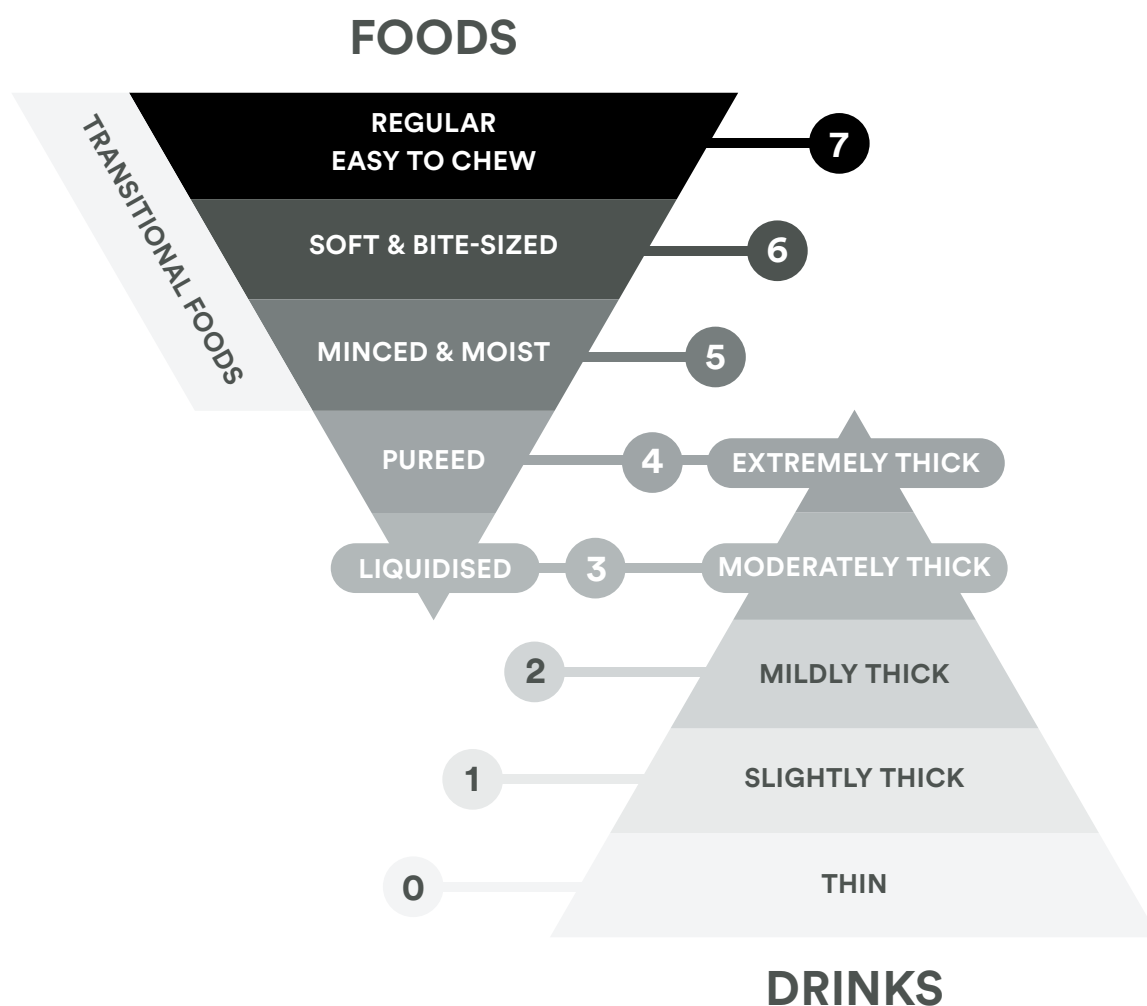 FOODS
TRANSITIONAL FOODS
REGULAR
EASY TO CHEW
7
SOFT & BITE-SIZED
6
MINCED & MOIST
5
PUREED
4
EXTREMELY THICK
LIQUIDISED
3
MODERATELY THICK
2
MILDLY THICK
1
SLIGHTLY THICK
0
THIN
DRINKS